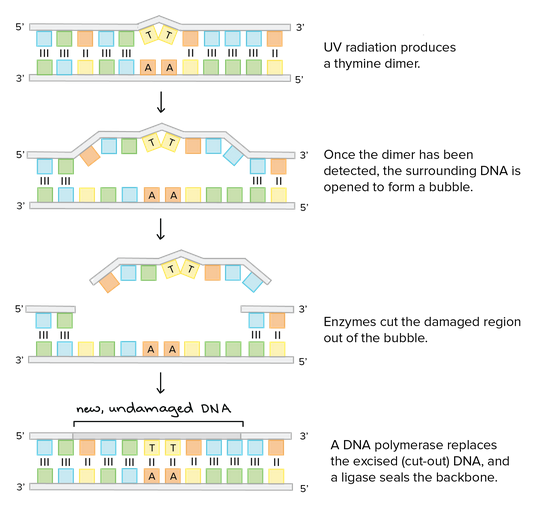 5' T T 3'
UV radiation produces
a thymine dimer.
3' A A 5'
5' T T 3'
Once the dimer has been
detected, the surrounding DNA is
opened to form a bubble.
3' A A 5'
T T
5' 3'
Enzymes cut the damaged region
out of the bubble.
3' A A 5'
new, undamaged DNA
5' T T 3'
A DNA polymerase replaces
the excised (cut-out) DNA, and
a ligase seals the backbone.
3' A A 5'